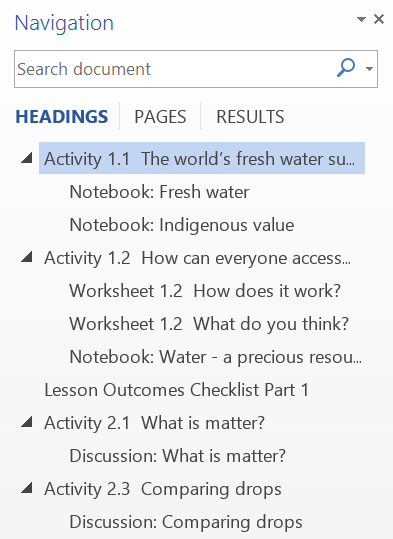 Navigation
Search document
HEADINGS PAGES RESULTS
Activity 1.1 The world’s fresh water su...
Notebook: Fresh water
Notebook: Indigenous value
Activity 1.2 How can everyone access...
Worksheet 1.2 How does it work?
Worksheet 1.2 What do you think?
Notebook: Water - a precious resou...
Lesson Outcomes Checklist Part 1
Activity 2.1 What is matter?
Discussion: What is matter?
Activity 2.3 Comparing drops
Discussion: Comparing drops